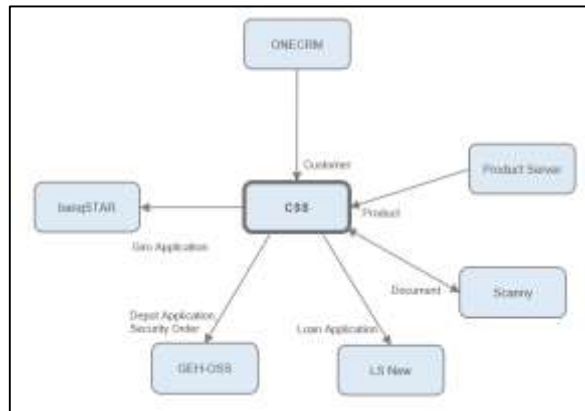 ONECRM
Customer
Product Server
banqSTAR
CSS
Product
Giro Application
Document
Scanny
Depot Application,
Security Order
Loan Application
GEH-OSS
LS New